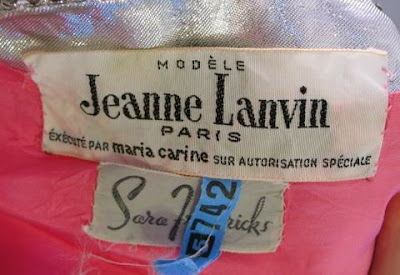 MODÈLE
Jeanne Lanvin
PARIS
EXÉCUTÉ PAR maria carine SUR AUTORISATION SPÉCIALE
Sara
742